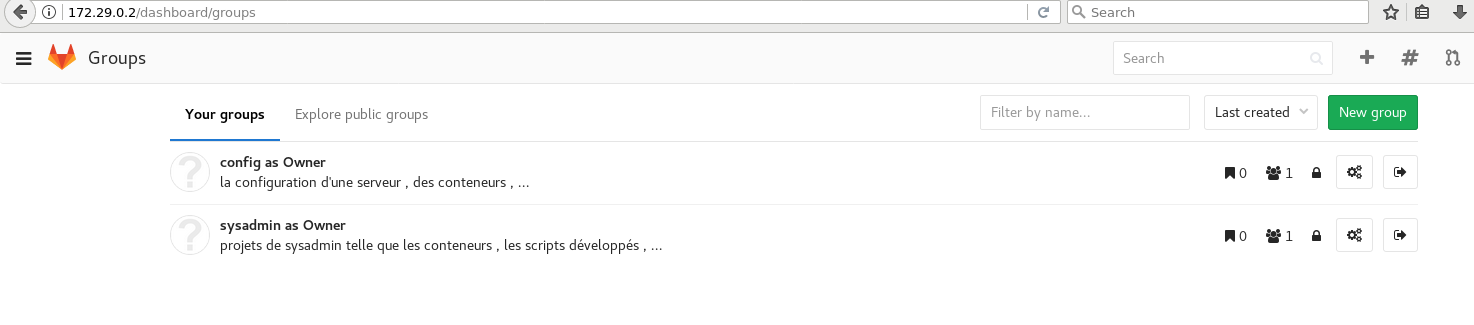 172.29.0.2/dashboard/groups
Search
Groups
Search
Your groups
Explore public groups
Filter by name...
Last created
New group
config as Owner
la configuration d'une serveur , des conteneurs , ...
0
1
sysadmin as Owner
projets de sysadmin telle que les conteneurs , les scripts développés , ...
0
1